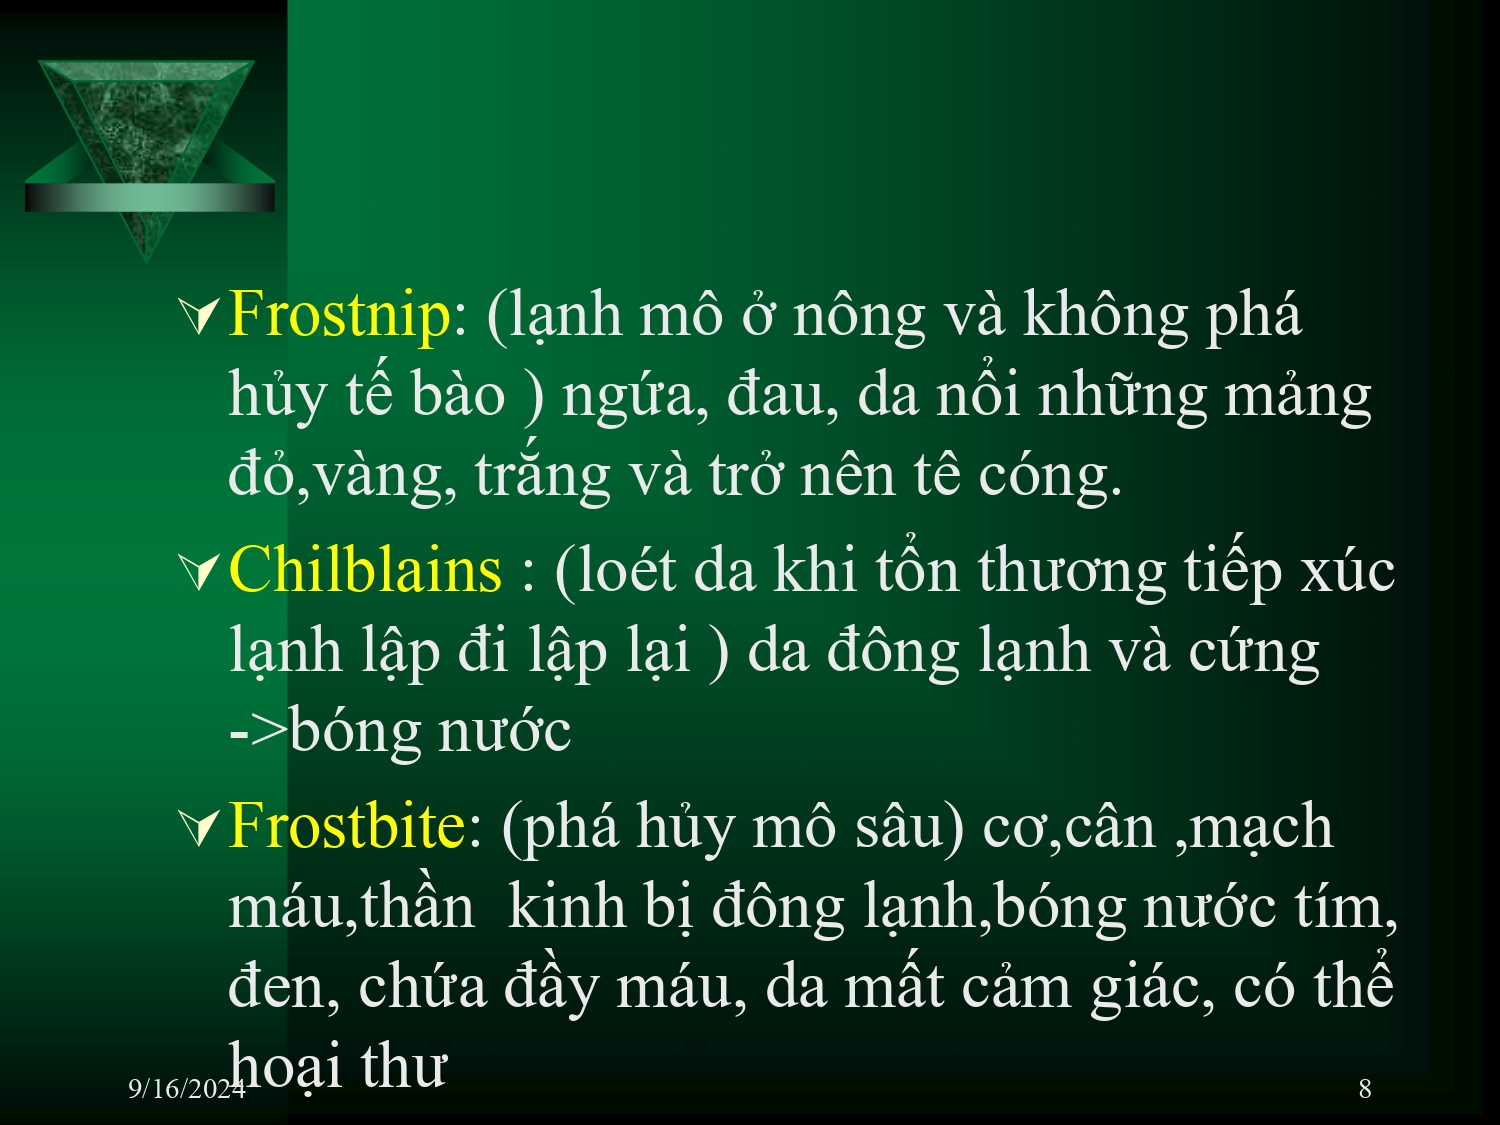 Frostnip: (lạnh mô ở nông và không phá
hủy tế bào ) ngứa, đau, da nổi những mảng
đỏ,vàng, trắng và trở nên tê cóng.
Chilblains : (loét da khi tổn thương tiếp xúc
lạnh lập đi lập lại ) da đông lạnh và cứng
->bóng nước
Frostbite: (phá hủy mô sâu) cơ,cân ,mạch
máu,thần  kinh bị đông lạnh,bóng nước tím,
đen, chứa đầy máu, da mất cảm giác, có thể
hoại thư
9/16/2024
8